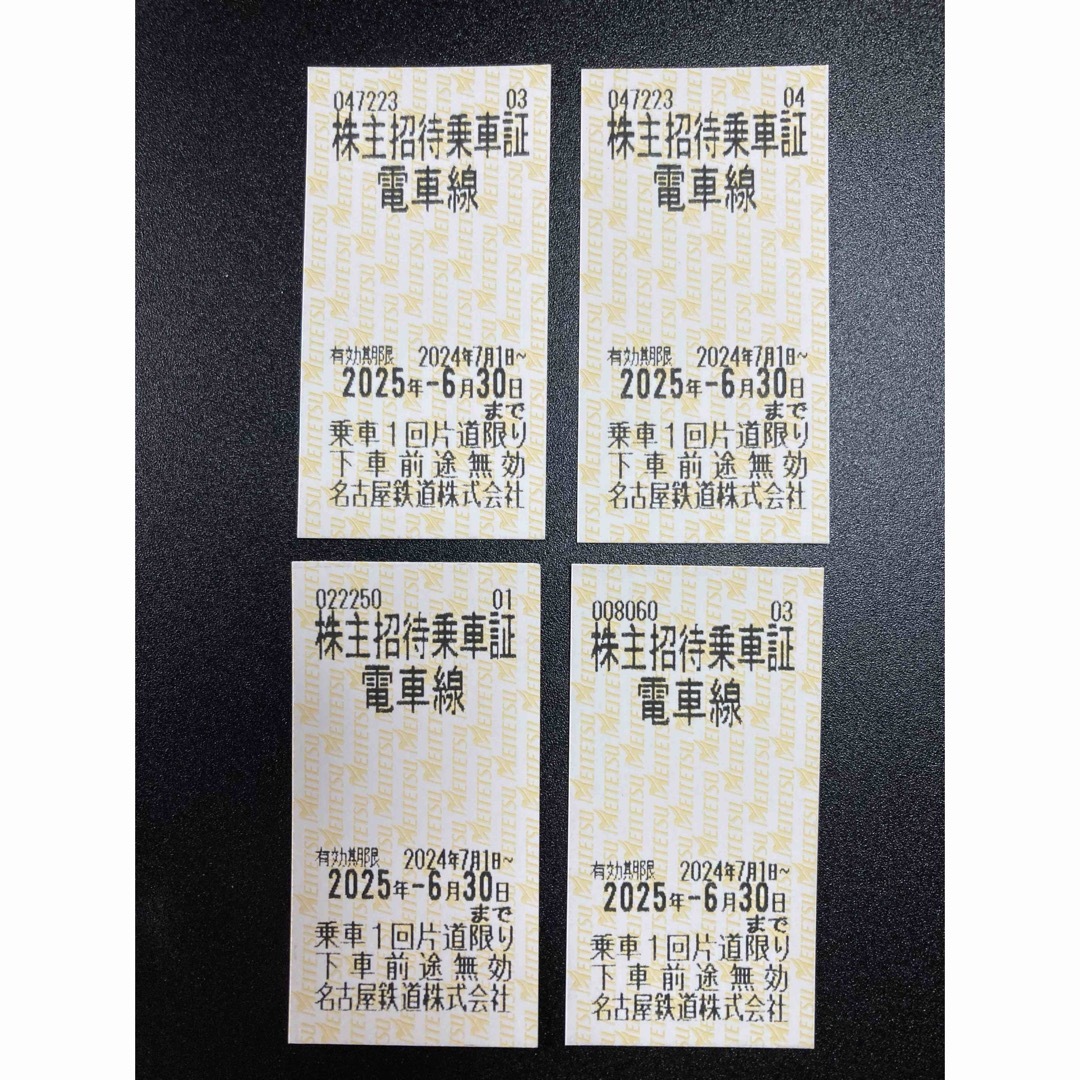 047223 03
株主招待乗車証
電車線
有効期限 2024年7月1日~
2025年-6月30日
まで
乗車1回片道限り
下車前途無効
名古屋鉄道株式会社
047223 04
株主招待乗車証
電車線
有効期限 2024年7月1日~
2025年-6月30日
まで
乗車1回片道限り
下車前途無効
名古屋鉄道株式会社
022250 01
株主招待乗車証
電車線
有効期限 2024年7月1日~
2025年-6月30日
まで
乗車1回片道限り
下車前途無効
名古屋鉄道株式会社
008060 03
株主招待乗車証
電車線
有効期限 2024年7月1日~
2025年-6月30日
まで
乗車1回片道限り
下車前途無効
名古屋鉄道株式会社
MEITETSU